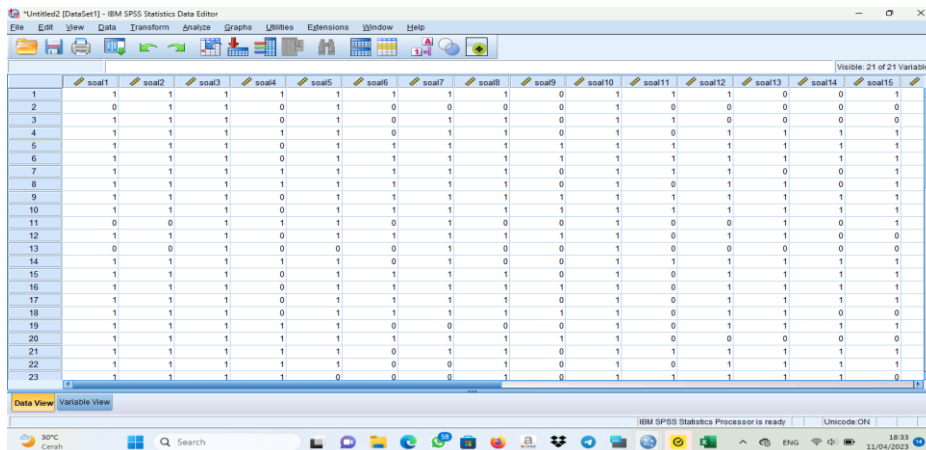 *Untitled2 [DataSet1] - IBM SPSS Statistics Data Editor
File Edit View Data Transform Analyze Graphs Utilities Extensions Window Help
Visible: 21 of 21 Variable
soal1 soal2 soal3 soal4 soal5 soal6 soal7 soal8 soal9 soal10 soal11 soal12 soal13 soal14 soal15
1 1 1 1 1 1 1 1 1 0 1 1 1 0 0 1
2 0 1 1 0 1 0 0 0 0 1 1 0 0 0 0
3 1 1 1 0 1 0 1 1 0 1 1 0 0 0 0
4 1 1 1 1 1 0 1 1 0 1 0 1 1 1 1
5 1 1 1 0 1 1 1 1 1 1 1 1 1 1 1
6 1 1 1 0 1 1 1 1 1 1 1 1 1 0 1
7 1 1 1 1 1 1 1 1 0 1 1 1 0 0 1
8 1 1 1 1 1 1 1 1 0 1 0 1 1 0 1
9 1 1 1 0 1 1 1 1 1 1 1 1 1 1 1
10 1 1 1 0 1 1 1 1 1 1 1 1 1 1 1
11 0 0 1 1 1 0 1 0 0 1 0 0 1 0 0
12 1 1 1 0 1 1 1 1 1 1 0 1 1 0 0
13 0 0 1 0 0 0 1 0 0 1 0 0 0 0 0
14 1 1 1 1 1 0 1 1 0 1 1 1 1 1 1
15 1 1 1 0 1 1 1 1 0 1 0 1 1 1 1
16 1 1 1 0 1 1 1 1 1 1 0 1 1 1 1
17 1 1 1 0 1 1 1 1 0 1 0 1 1 1 1
18 1 1 1 0 1 1 1 1 1 1 0 1 1 0 0
19 1 1 1 1 1 0 0 0 0 1 0 1 1 1 1
20 1 1 1 1 1 1 1 1 1 1 0 0 0 0 0
21 1 1 1 1 1 0 1 1 0 1 1 1 1 1 1
22 1 1 1 1 1 0 0 1 0 1 0 1 1 1 1
23 1 1 1 1 0 0 0 1 0 1 1 1 1 1 0
Data View Variable View
IBM SPSS Statistics Processor is ready Unicode:ON
30°C
Cerah
Search
58
ENG
18:33
11/04/2023